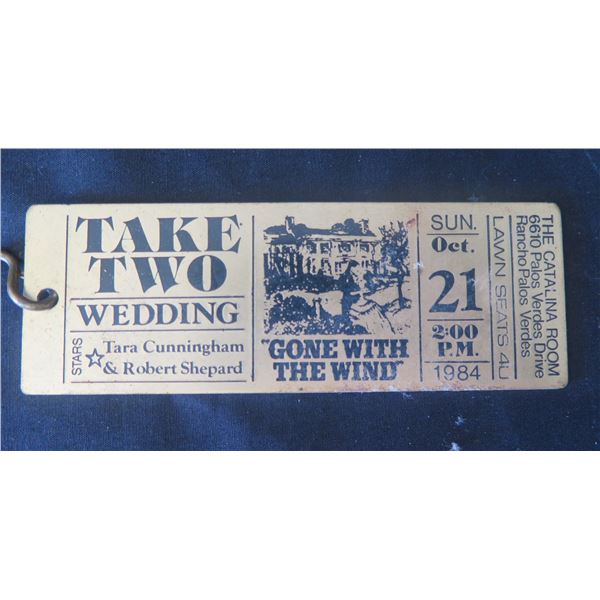 TAKE
TWO
WEDDING
STARS
Tara Cunningham
& Robert Shepard
"GONE WITH
THE WIND"
SUN.
Oct.
21
2:00
P.M.
1984
LAWN SEATS 4U
THE CATALINA ROOM
6610 Palos Verdes Drive
Rancho Palos Verdes